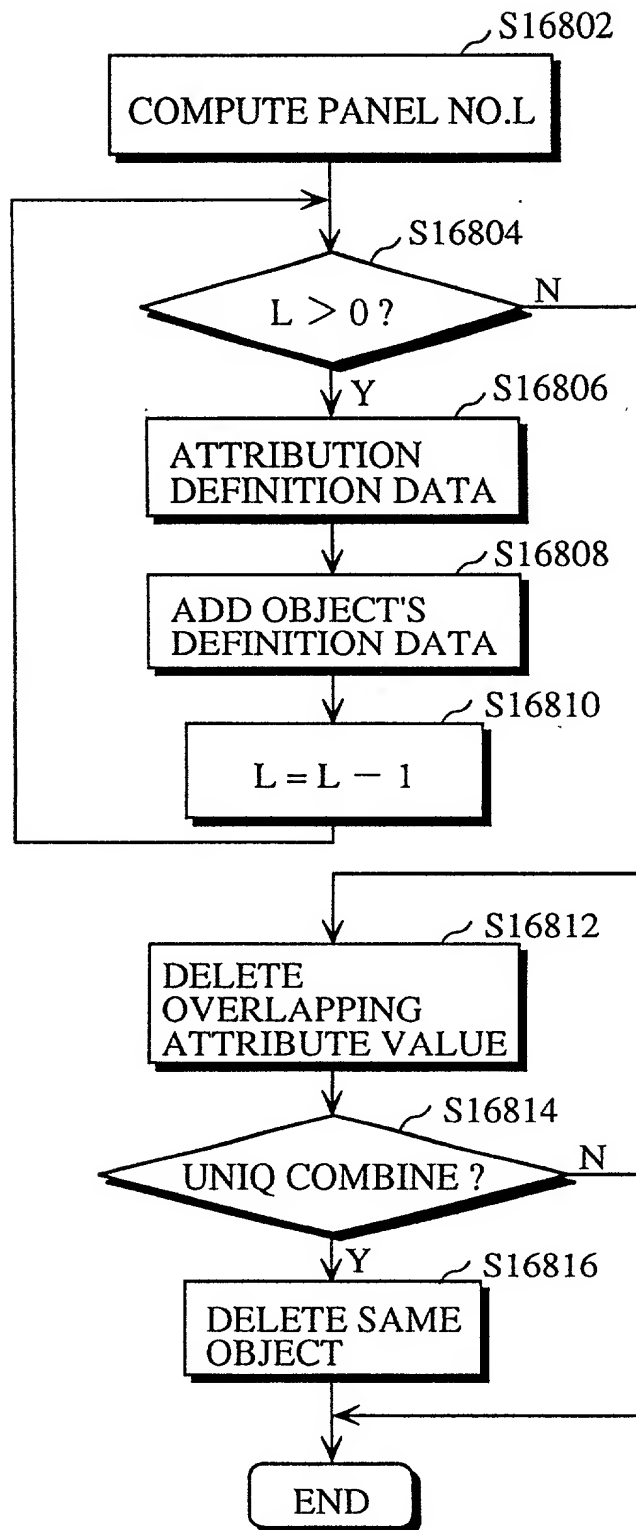 S16802
COMPUTE PANEL NO.L
S16804
L > 0 ?
N
Y
S16806
ATTRIBUTION
DEFINITION DATA
S16808
ADD OBJECT'S
DEFINITION DATA
S16810
L = L − 1
S16812
DELETE
OVERLAPPING
ATTRIBUTE VALUE
S16814
UNIQ COMBINE ?
N
Y
S16816
DELETE SAME
OBJECT
END